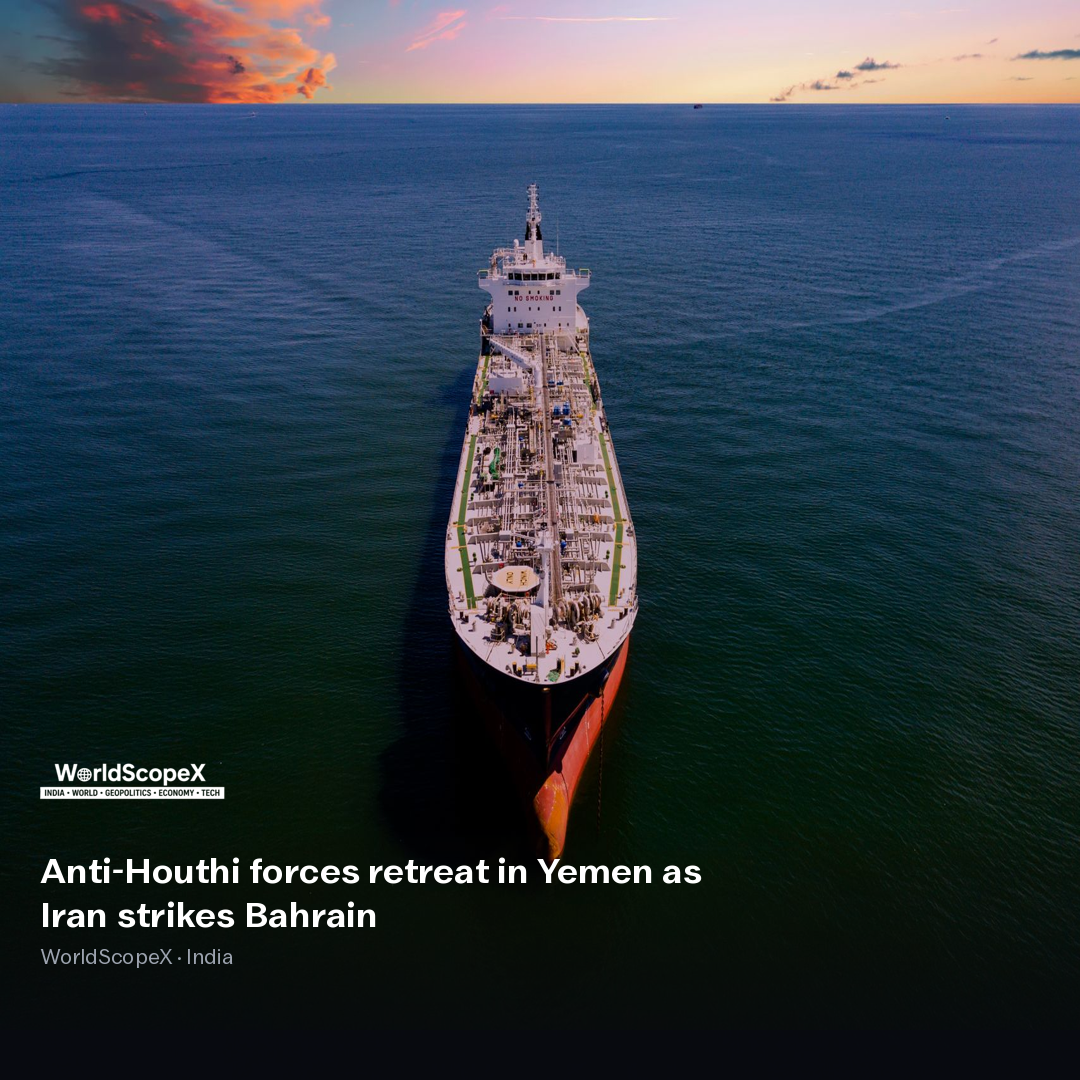 NO SMOKING
WorldScopeX
INDIA • WORLD • GEOPOLITICS • ECONOMY • TECH
Anti-Houthi forces retreat in Yemen as
Iran strikes Bahrain
WorldScopeX · India